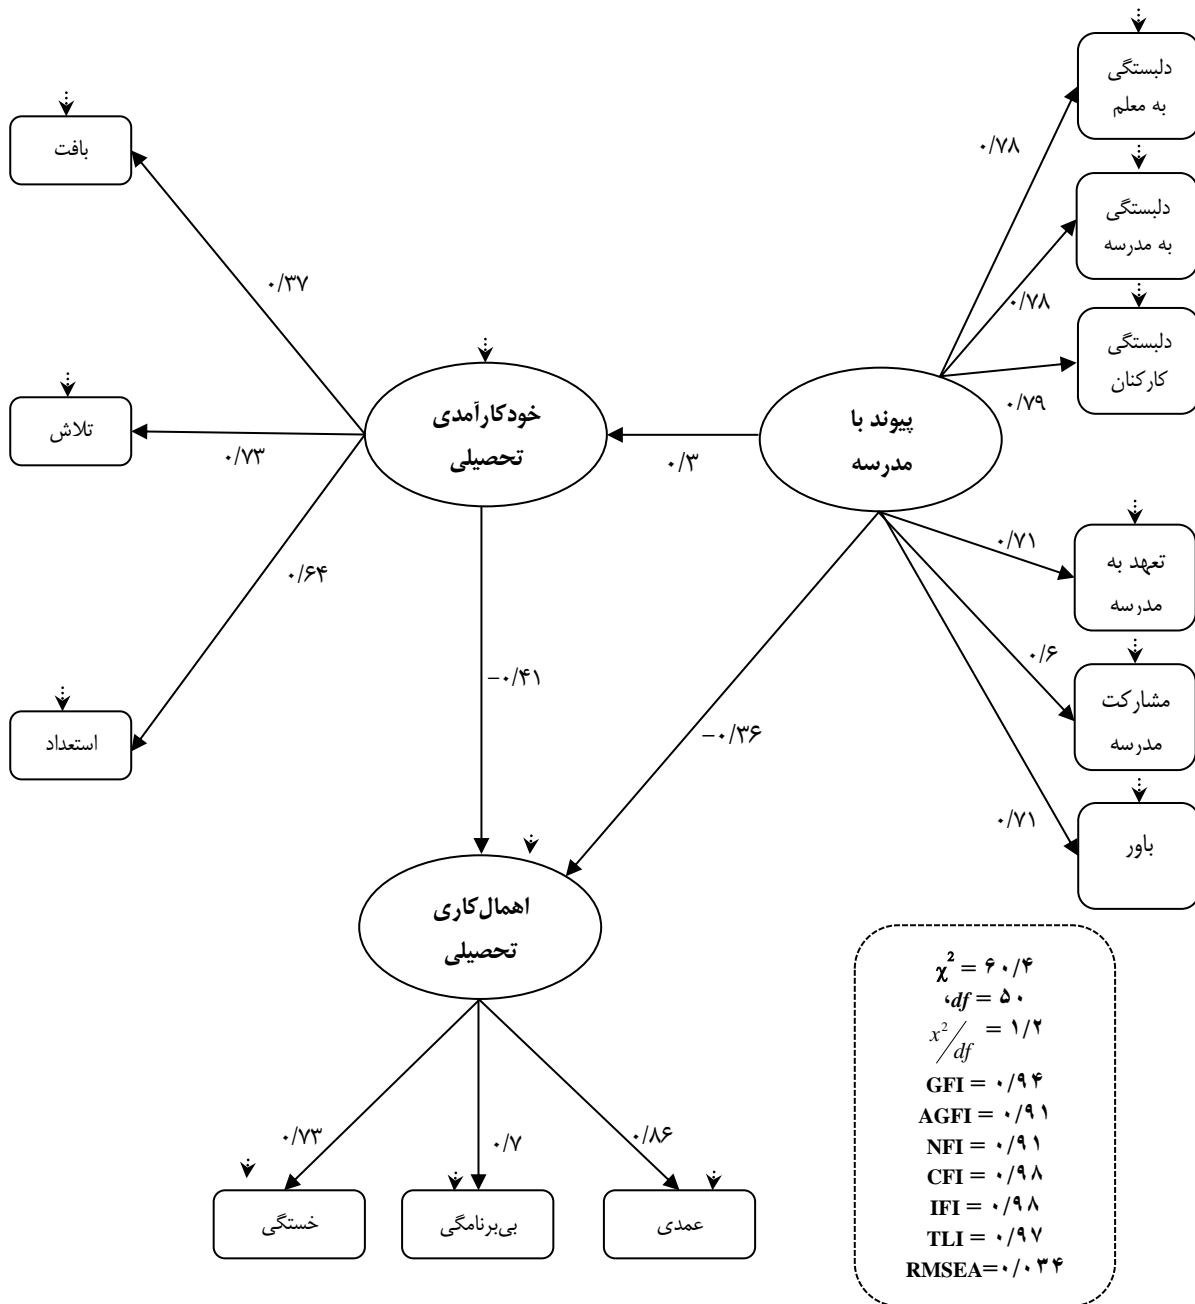 دلبستگی
به معلم
بافت
۰/۷۸
دلبستگی
به مدرسه
۰/۳۷
۰/۷۸
دلبستگی
کارکنان
۰/۷۹
تلاش
۰/۷۳
خودکارآمدی
تحصیلی
۰/۳
پیوند با
مدرسه
۰/۷۱
تعهد به
مدرسه
۰/۶۴
۰/۶
مشارکت
مدرسه
استعداد
−۰/۴۱
−۰/۳۶
۰/۷۱
باور
اهمال‌کاری
تحصیلی
χ² = ۶۰/۴
،df = ۵۰
x²/df = ۱/۲
GFI = ۰/۹۴
AGFI = ۰/۹۱
NFI = ۰/۹۱
CFI = ۰/۹۸
IFI = ۰/۹۸
TLI = ۰/۹۷
RMSEA=۰/۰۳۴
۰/۷۳
۰/۷
۰/۸۶
خستگی
بی‌برنامگی
عمدی